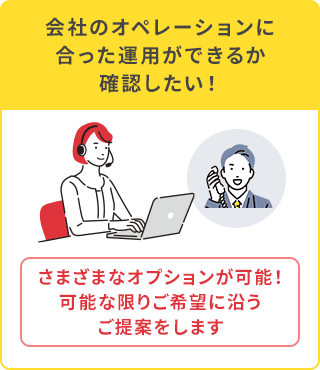 会社のオペレーションに
合った運用ができるか
確認したい！
さまざまなオプションが可能！
可能な限りご希望に沿う
ご提案をします